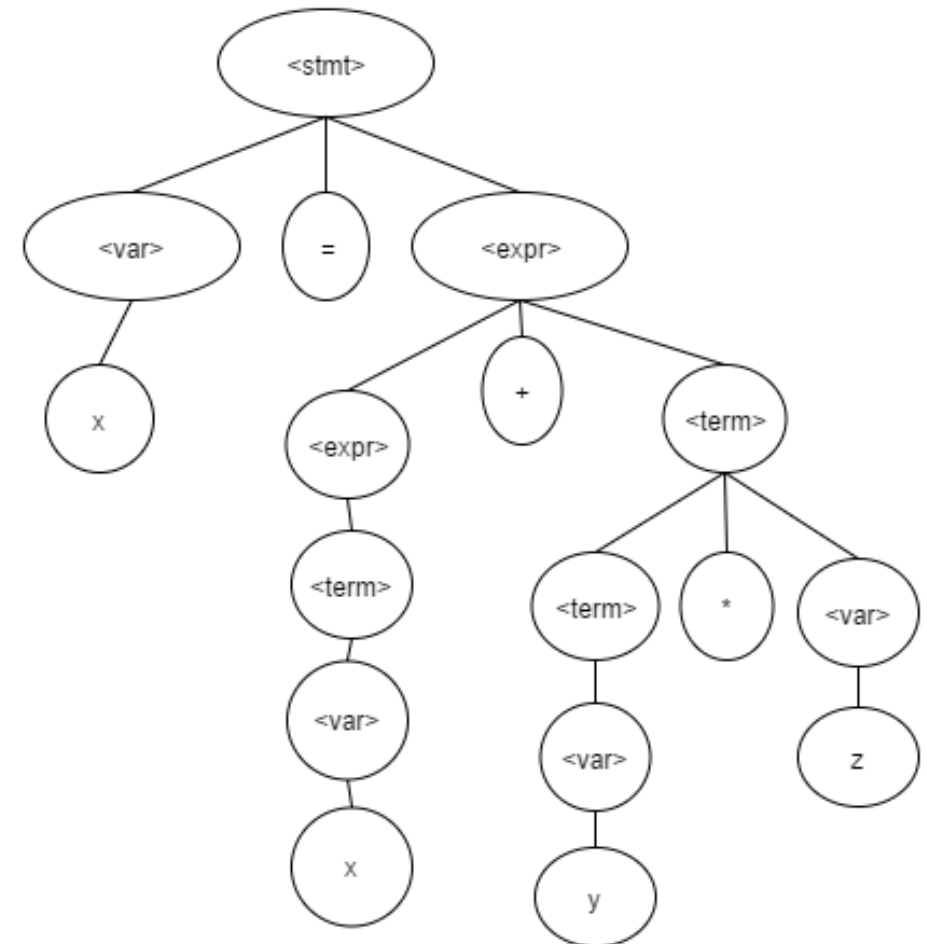 <stmt>
<var>
=
<expr>
x
<expr>
+
<term>
<term>
<term>
*
<var>
<var>
<var>
z
x
y